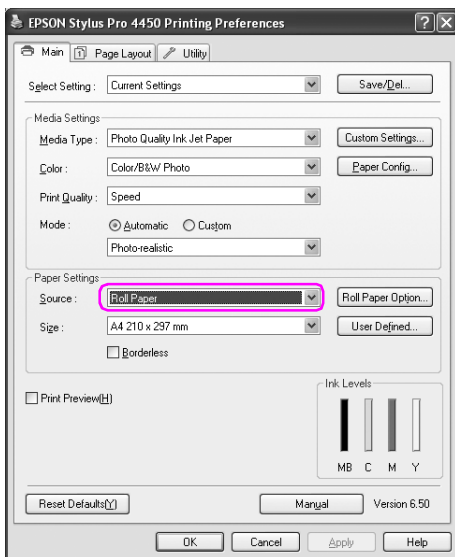 EPSON Stylus Pro 4450 Printing Preferences
Main Page Layout Utility
Select Setting : Current Settings Save/Del...
Media Settings
Media Type : Photo Quality Ink Jet Paper Custom Settings...
Color : Color/B&W Photo Paper Config...
Print Quality : Speed
Mode : Automatic Custom
Photo-realistic
Paper Settings
Source : Roll Paper Roll Paper Option...
Size : A4 210 x 297 mm User Defined...
Borderless
Print Preview(H)
Ink Levels
MB C M Y
Reset Defaults(Y) Manual Version 6.50
OK Cancel Apply Help